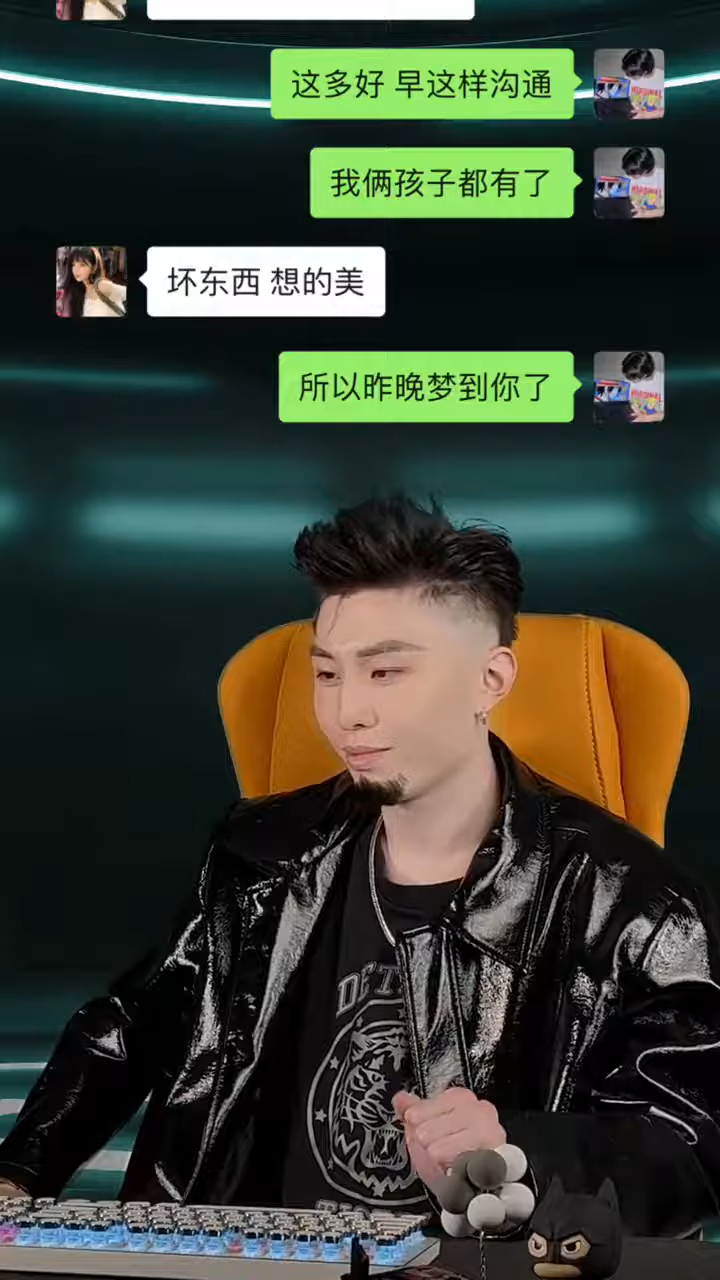 这多好 早这样沟通
我俩孩子都有了
坏东西 想的美
所以昨晚梦到你了